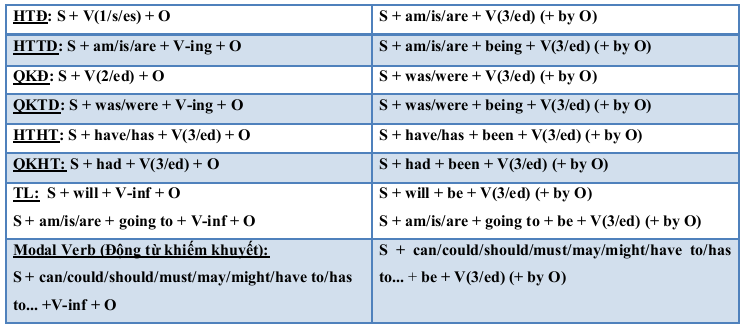 HTĐ: S + V(1/s/es) + O
S + am/is/are + V(3/ed) (+ by O)
HTTD: S + am/is/are + V-ing + O
S + am/is/are + being + V(3/ed) (+ by O)
QKĐ: S + V(2/ed) + O
S + was/were + V(3/ed) (+ by O)
QKTD: S + was/were + V-ing + O
S + was/were + being + V(3/ed) (+ by O)
HTHT: S + have/has + V(3/ed) + O
S + have/has + been + V(3/ed) (+ by O)
QKHT: S + had + V(3/ed) + O
S + had + been + V(3/ed) (+ by O)
TL: S + will + V-inf + O
S + am/is/are + going to + V-inf + O
S + will + be + V(3/ed) (+ by O)
S + am/is/are + going to + be + V(3/ed) (+ by O)
Modal Verb (Động từ khiếm khuyết):
S + can/could/should/must/may/might/have to/has
to... +V-inf + O
S + can/could/should/must/may/might/have to/has
to... + be + V(3/ed) (+ by O)